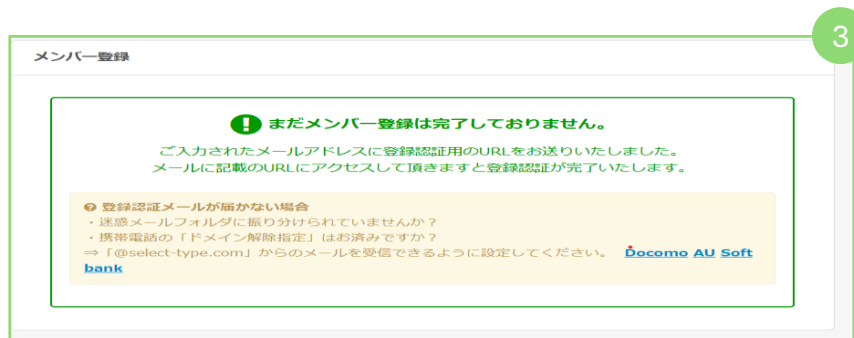 3
メンバー登録
! まだメンバー登録は完了しておりません。
ご入力されたメールアドレスに登録認証用のURLをお送りいたしました。
メールに記載のURLにアクセスして頂きますと登録認証が完了いたします。
? 登録認証メールが届かない場合
・迷惑メールフォルダに振り分けられていませんか？
・携帯電話の「ドメイン解除指定」はお済みですか？
⇒「@select-type.com」からのメールを受信できるように設定してください。 Docomo AU Soft
bank